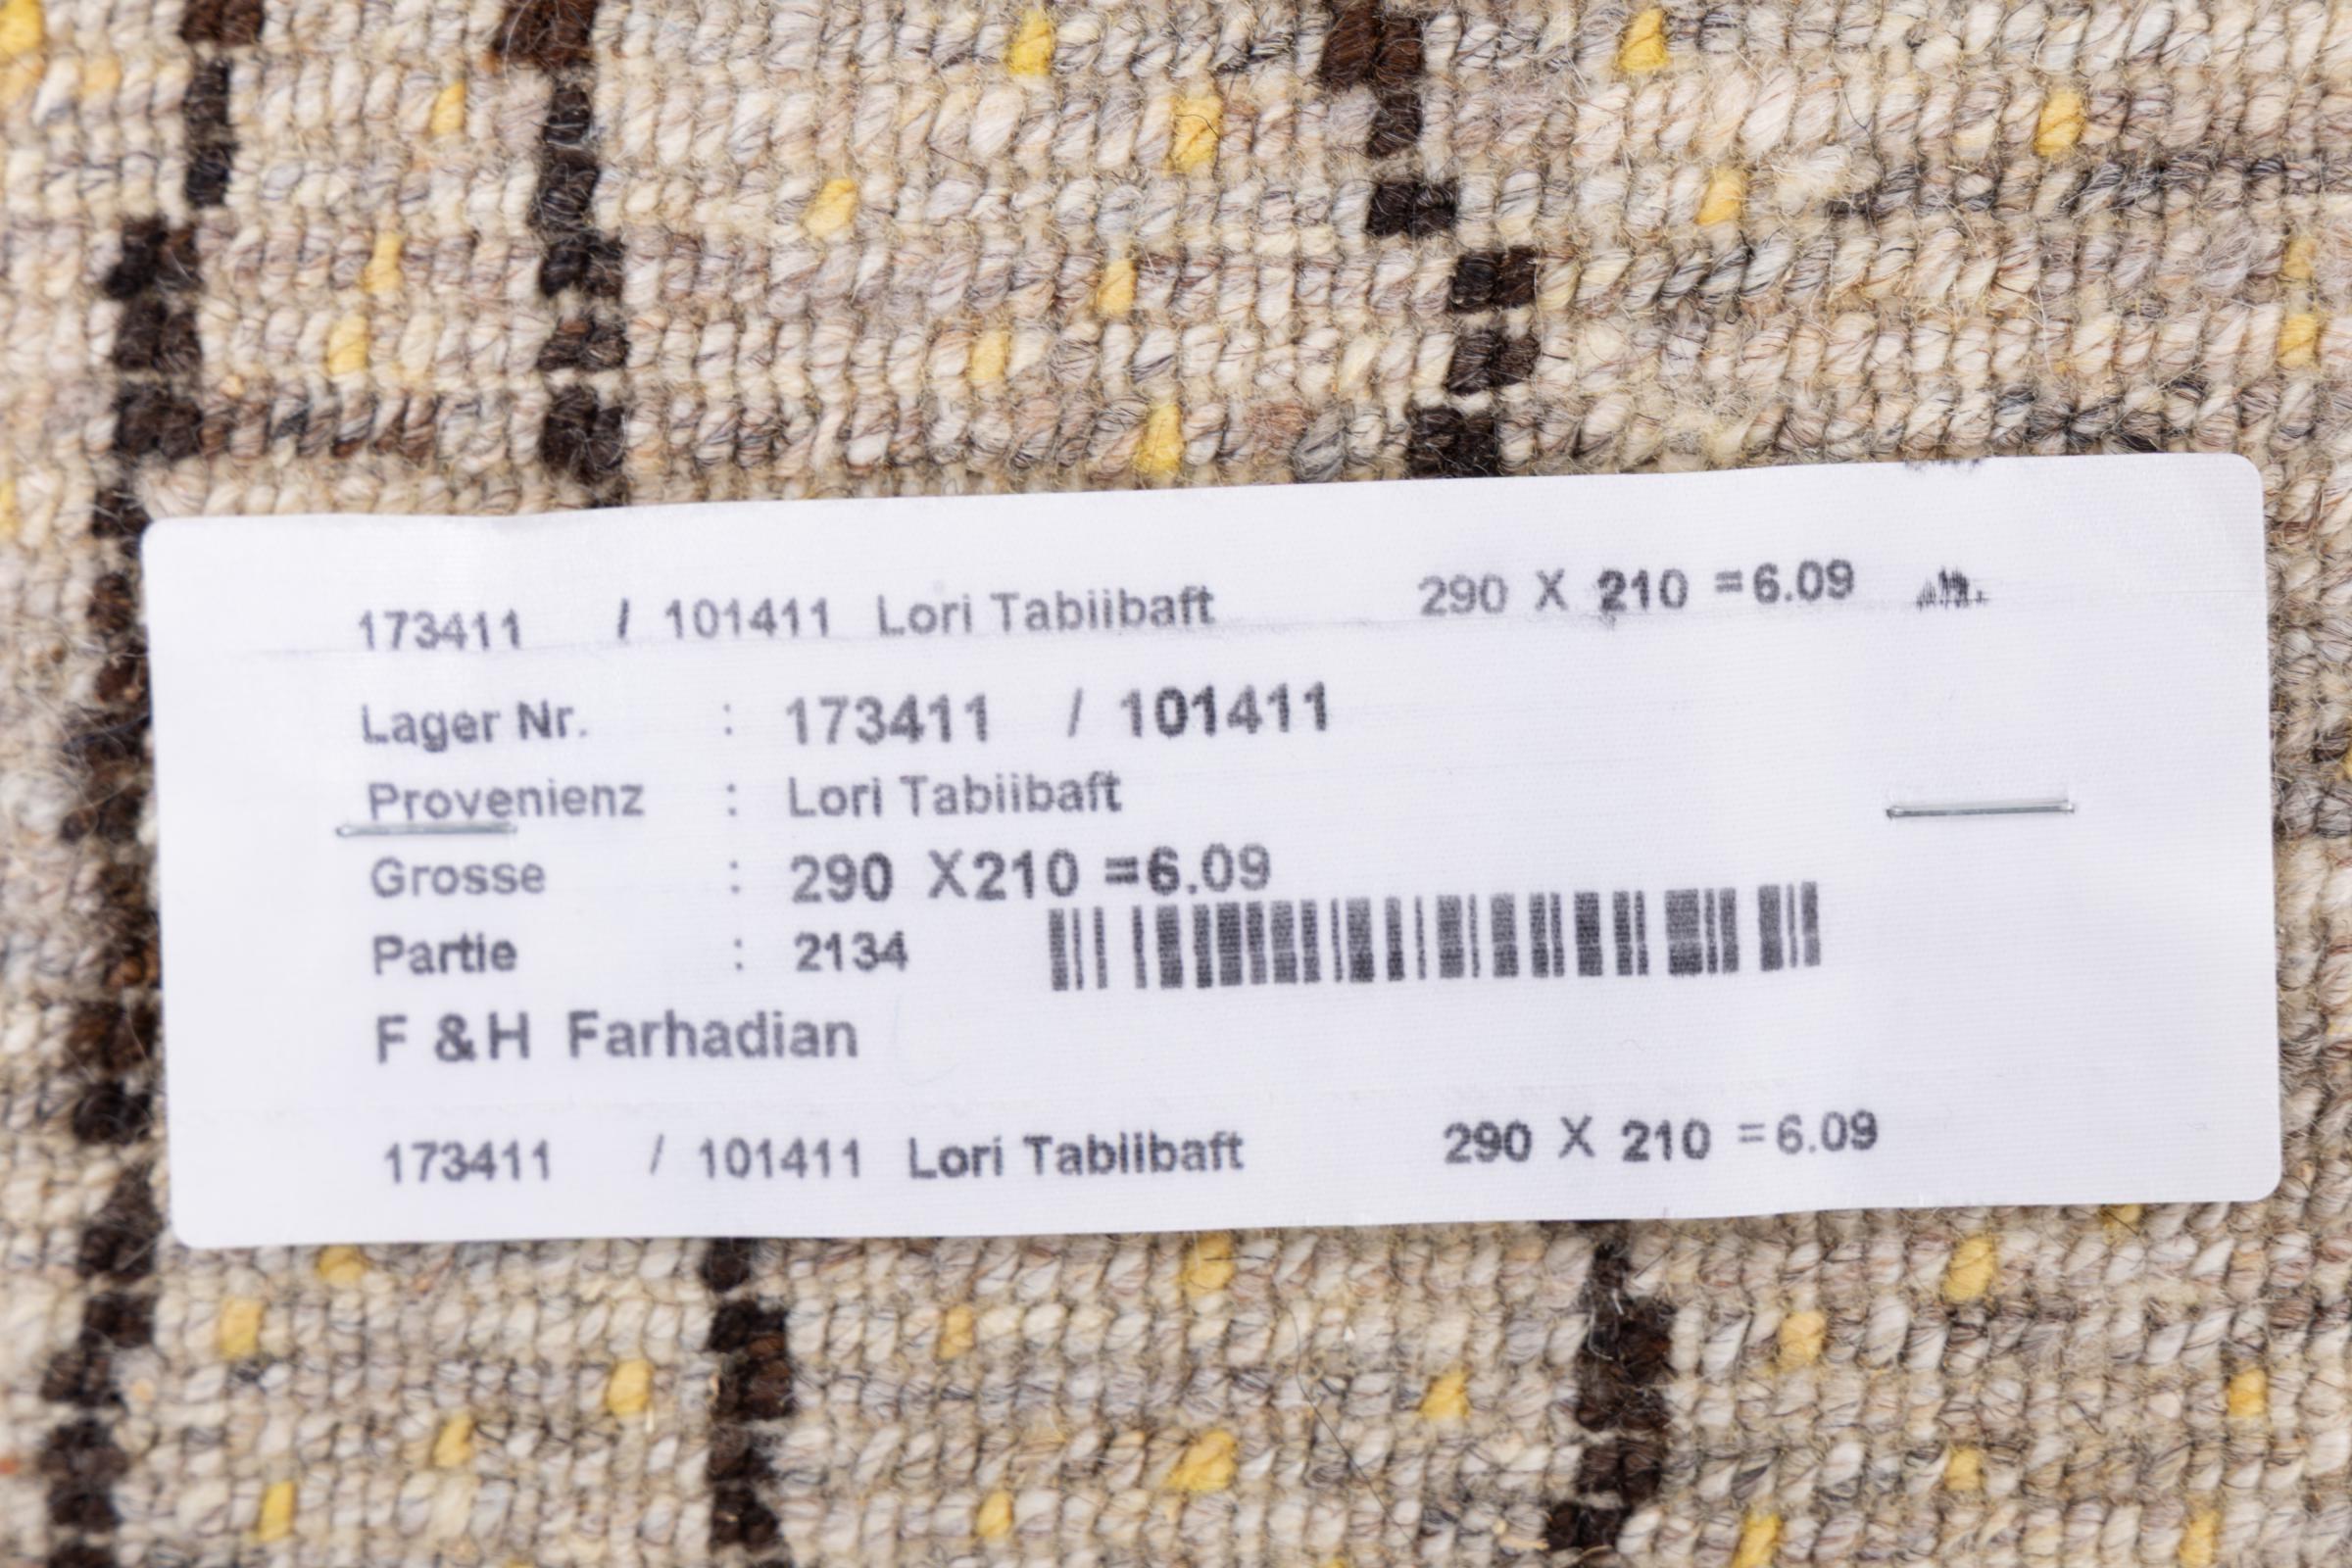 173411 / 101411 Lori Tabiibaft 290 X 210 =6.09
Lager Nr. : 173411 / 101411
Provenienz : Lori Tabiibaft
Grosse : 290 X210 =6.09
Partie : 2134
F &H Farhadian
173411 / 101411 Lori Tabiibaft 290 X 210 =6.09